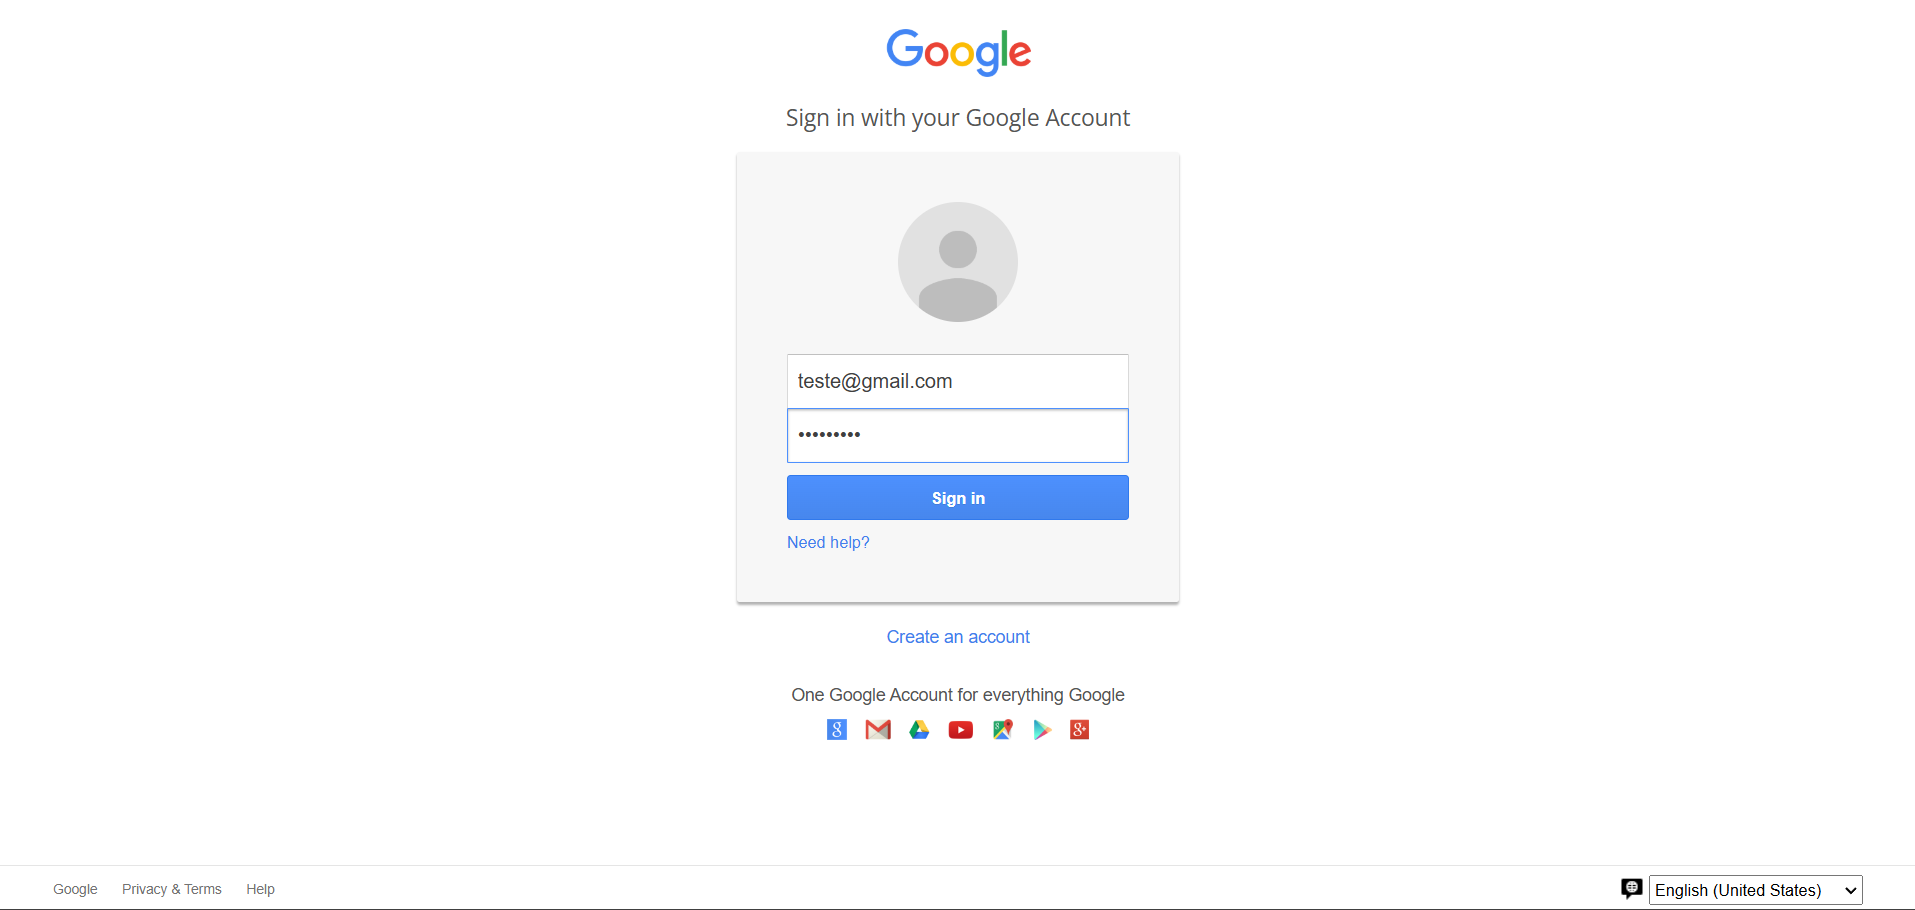 Google
Sign in with your Google Account
teste@gmail.com
•••••••••
Sign in
Need help?
Create an account
One Google Account for everything Google
Google
Privacy & Terms
Help
English (United States)